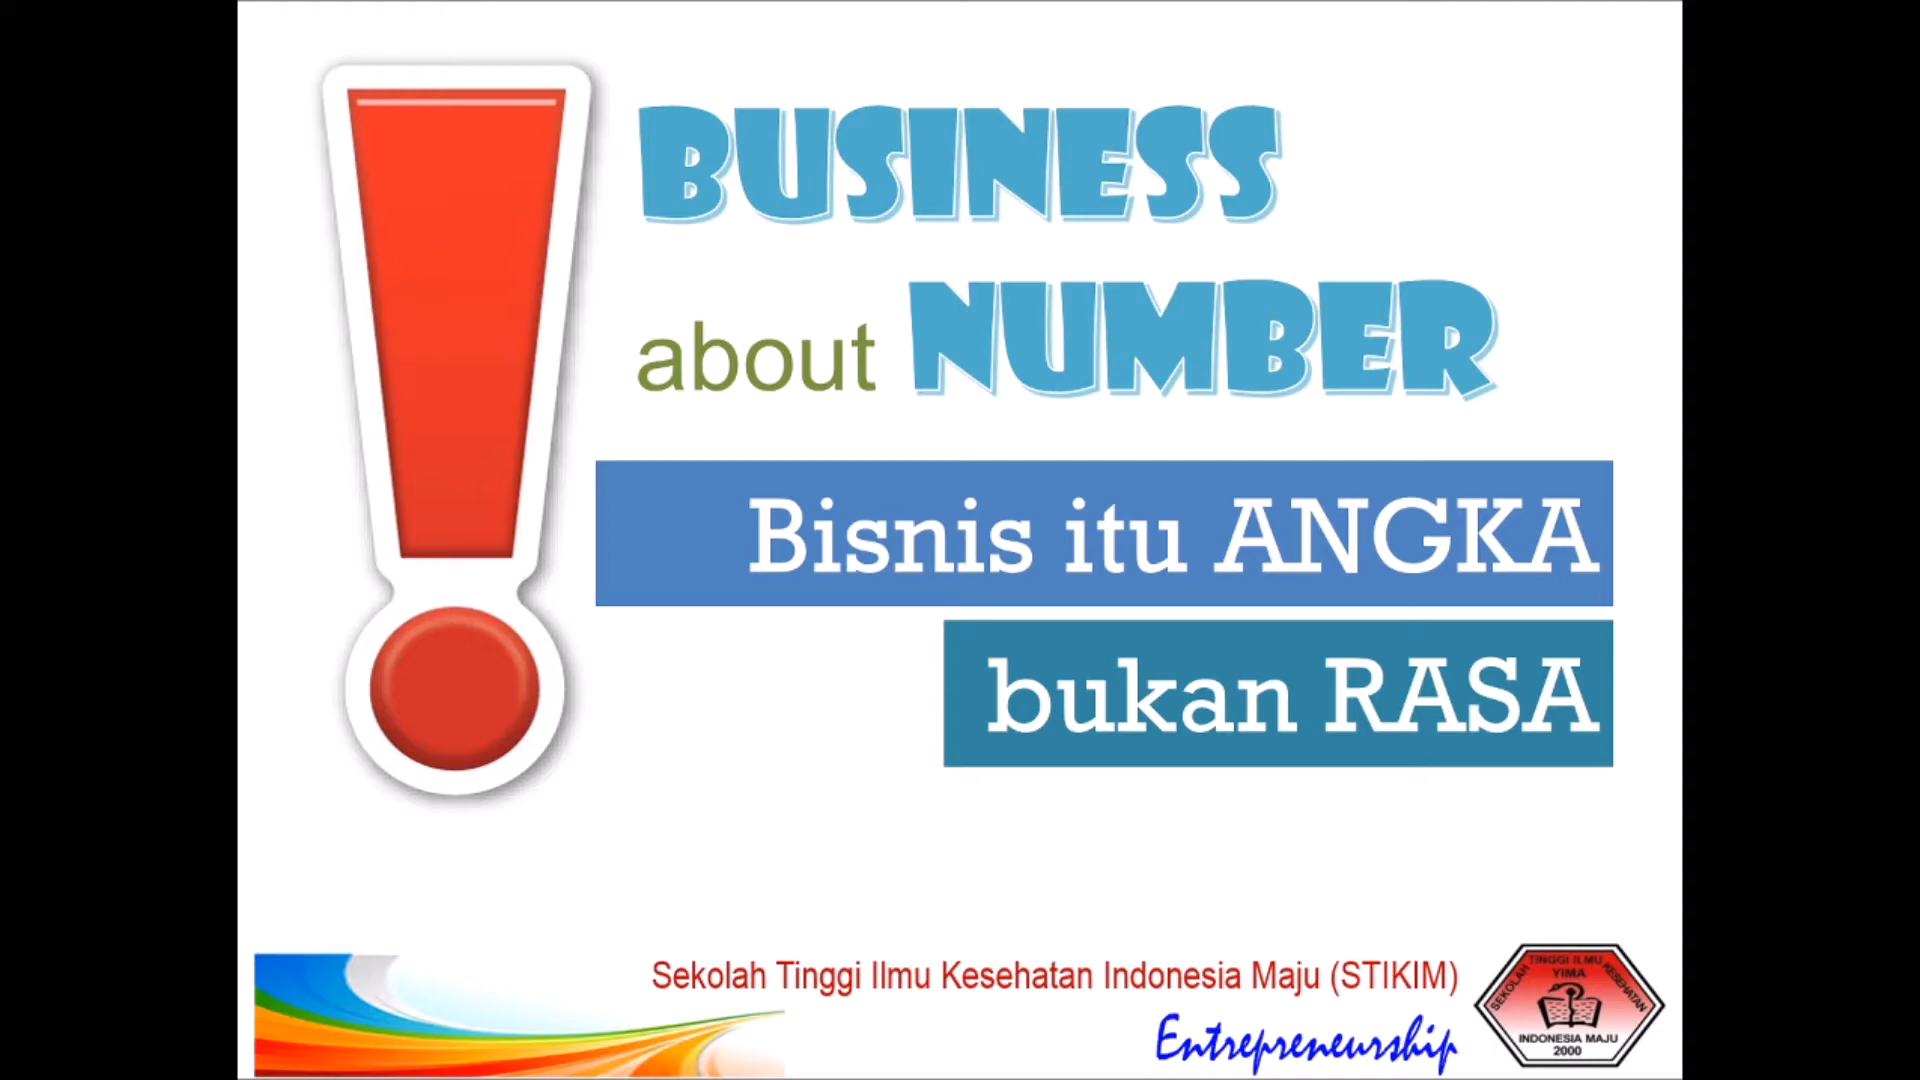 BUSINESS
about NUMBER
Bisnis itu ANGKA
bukan RASA
Sekolah Tinggi Ilmu Kesehatan Indonesia Maju (STIKIM)
Entrepreneurship
SEKOLAH TINGGI ILMU KESEHATAN
YIMA
INDONESIA MAJU
2000